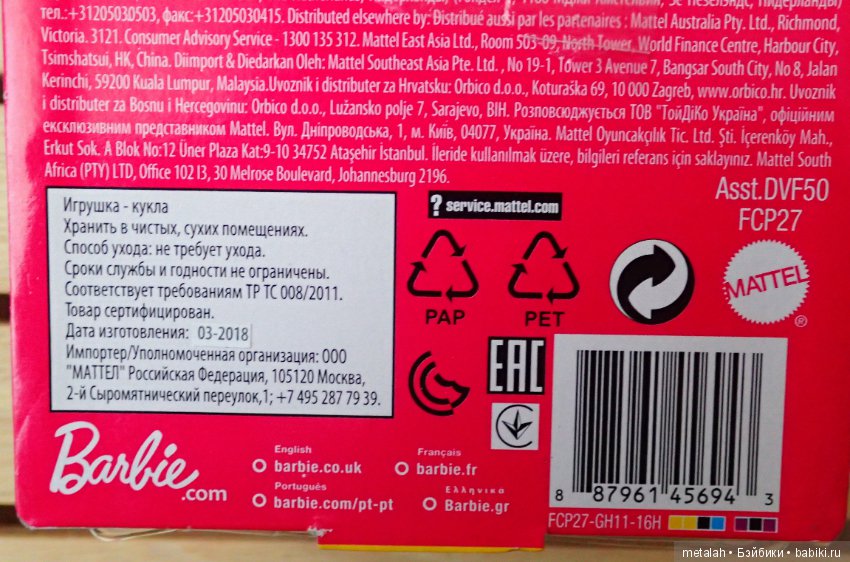 тел.:+31205030503, факс:+31205030415. Distributed elsewhere by: Distribué aussi par les partenaires : Mattel Australia Pty. Ltd., Richmond,
Victoria. 3121. Consumer Advisory Service - 1300 135 312. Mattel East Asia Ltd., Room 503-09, North Tower, World Finance Centre, Harbour City,
Tsimshatsui, HK, China. Diimport & Diedarkan Oleh: Mattel Southeast Asia Pte. Ltd., No 19-1, Tower 3 Avenue 7, Bangsar South City, No 8, Jalan
Kerinchi, 59200 Kuala Lumpur, Malaysia.Uvoznik i distributer za Hrvatsku: Orbico d.o.o., Koturaška 69, 10 000 Zagreb, www.orbico.hr. Uvoznik
i distributer za Bosnu i Hercegovinu: Orbico d.o.o., Lužansko polje 7, Sarajevo, BIH. Розповсюджується ТОВ "ТойДіКо Україна", офіційним
ексклюзивним представником Mattel. Вул. Дніпроводська, 1, м. Київ, 04077, Україна. Mattel Oyuncakçılık Tic. Ltd. Şti. İçerenköy Mah.,
Erkut Sok. A Blok No:12 Üner Plaza Kat:9-10 34752 Ataşehir İstanbul. İleride kullanılmak üzere, bilgileri referans için saklayınız. Mattel South
Africa (PTY) LTD, Office 102 I3, 30 Melrose Boulevard, Johannesburg 2196.
Asst.DVF50
FCP27
Игрушка - кукла
Хранить в чистых, сухих помещениях.
Способ ухода: не требует ухода.
Сроки службы и годности не ограничены.
Соответствует требованиям ТР ТС 008/2011.
Товар сертифицирован.
Дата изготовления: 03-2018
Импортер/Уполномоченная организация: ООО
"МАТТЕЛ" Российская Федерация, 105120 Москва,
2-й Сыромятнический переулок,1; +7 495 287 79 39.
? service.mattel.com
PAP
PET
MATTEL
®
EAC
Barbie.com
English
barbie.co.uk
Français
barbie.fr
Português
barbie.com/pt-pt
Ελληνικα
Barbie.gr
8 87961 45694 3
FCP27-GH11-16H
metalah • Бэйбики • babiki.ru